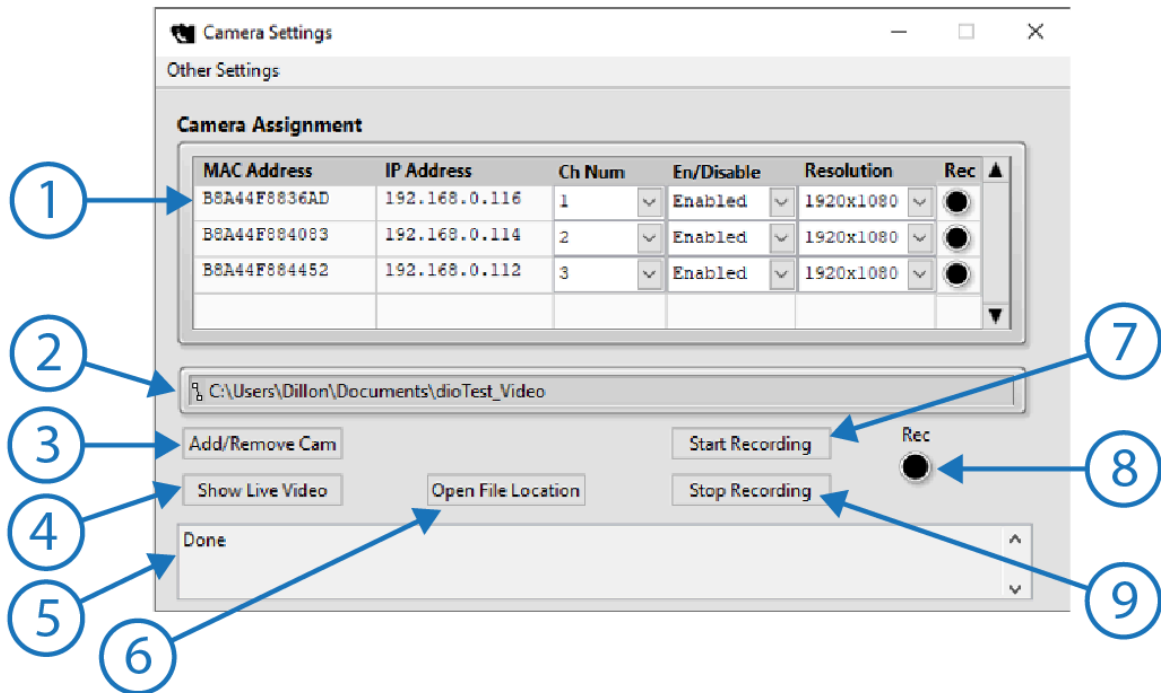 Camera Settings
Other Settings
Camera Assignment
MAC Address IP Address Ch Num En/Disable Resolution Rec
1 B8A44F8836AD 192.168.0.116 1 Enabled 1920x1080
B8A44F884083 192.168.0.114 2 Enabled 1920x1080
B8A44F884452 192.168.0.112 3 Enabled 1920x1080
7
2 C:\Users\Dillon\Documents\dioTest_Video
3 Add/Remove Cam Start Recording Rec
8
4 Show Live Video Open File Location Stop Recording
5 Done
9
6